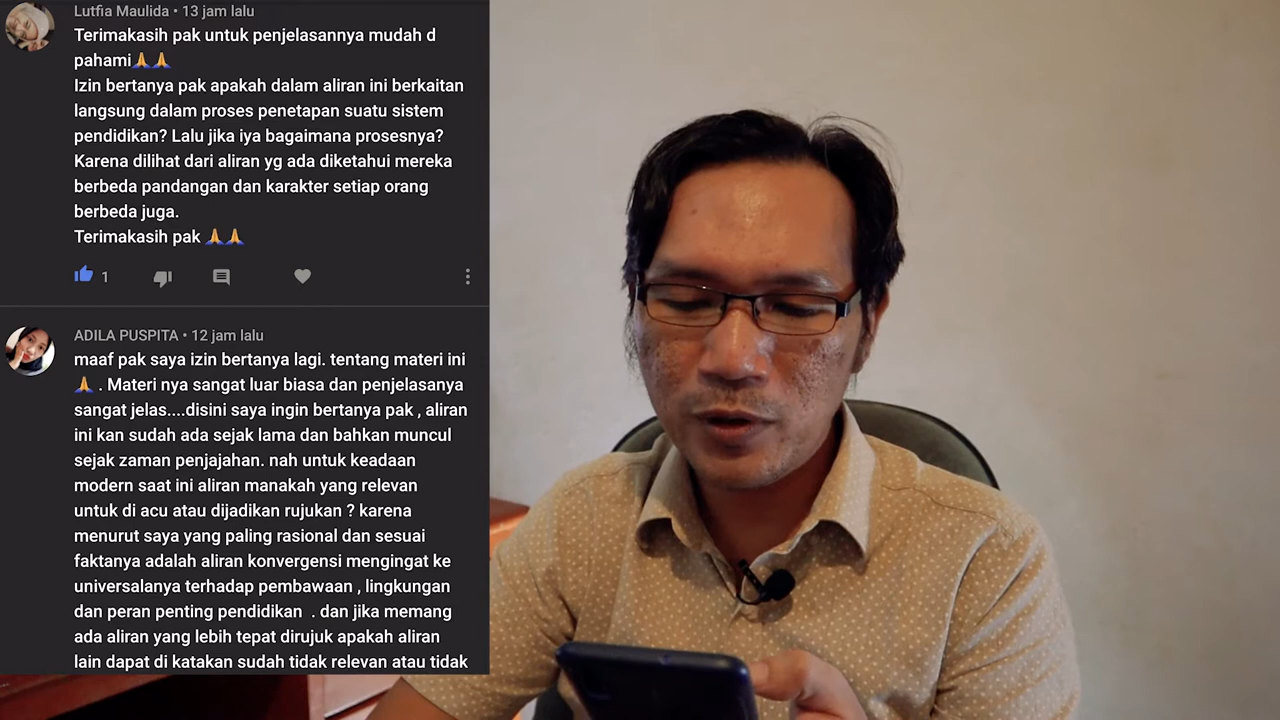 Lutfia Maulida • 13 jam lalu
Terimakasih pak untuk penjelasannya mudah d
pahami🙏🙏
Izin bertanya pak apakah dalam aliran ini berkaitan
langsung dalam proses penetapan suatu sistem
pendidikan? Lalu jika iya bagaimana prosesnya?
Karena dilihat dari aliran yg ada diketahui mereka
berbeda pandangan dan karakter setiap orang
berbeda juga.
Terimakasih pak 🙏🙏
1
ADILA PUSPITA • 12 jam lalu
maaf pak saya izin bertanya lagi. tentang materi ini
🙏 . Materi nya sangat luar biasa dan penjelasanya
sangat jelas....disini saya ingin bertanya pak , aliran
ini kan sudah ada sejak lama dan bahkan muncul
sejak zaman penjajahan. nah untuk keadaan
modern saat ini aliran manakah yang relevan
untuk di acu atau dijadikan rujukan ? karena
menurut saya yang paling rasional dan sesuai
faktanya adalah aliran konvergensi mengingat ke
universalanya terhadap pembawaan , lingkungan
dan peran penting pendidikan  . dan jika memang
ada aliran yang lebih tepat dirujuk apakah aliran
lain dapat di katakan sudah tidak relevan atau tidak